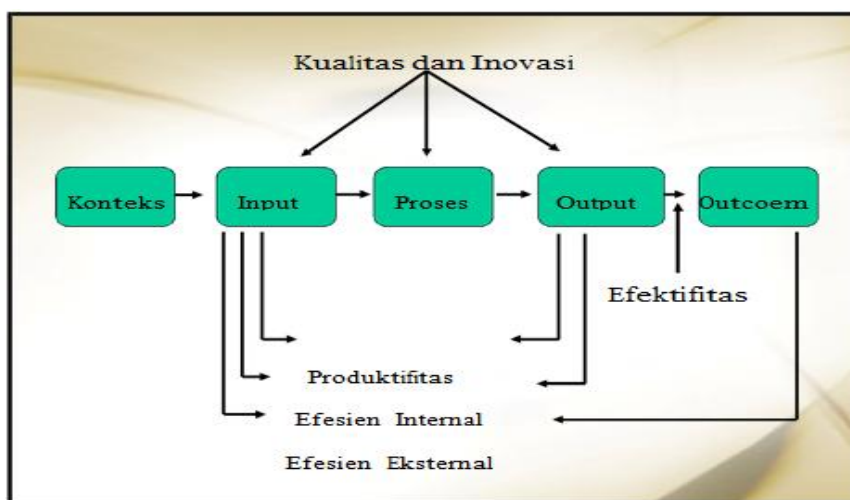 Kualitas dan Inovasi
Konteks
Input
Proses
Output
Outcoem
Efektifitas
Produktifitas
Efesien Internal
Efesien Eksternal